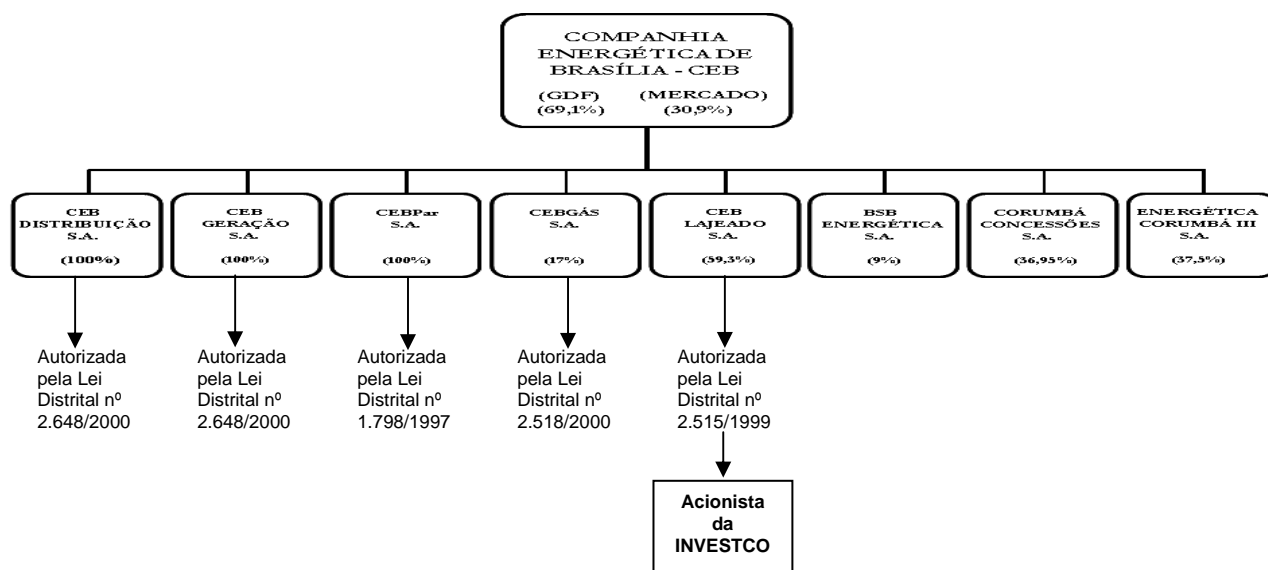 COMPANHIA
ENERGÉTICA DE
BRASÍLIA - CEB
(GDF) (MERCADO)
(69,1%) (30,9%)
CEB
DISTRIBUIÇÃO
S.A.
(100%)
CEB
GERAÇÃO
S.A.
(100%)
CEBPar
S.A.
(100%)
CEBGÁS
S.A.
(17%)
CEB
LAJEADO
S.A.
(59,3%)
BSB
ENERGÉTICA
S.A.
(9%)
CORUMBÁ
CONCESSÕES
S.A.
(36,95%)
ENERGÉTICA
CORUMBÁ III
S.A.
(37,5%)
Autorizada
pela Lei
Distrital nº
2.648/2000
Autorizada
pela Lei
Distrital nº
2.648/2000
Autorizada
pela Lei
Distrital nº
1.798/1997
Autorizada
pela Lei
Distrital nº
2.518/2000
Autorizada
pela Lei
Distrital nº
2.515/1999
Acionista
da
INVESTCO